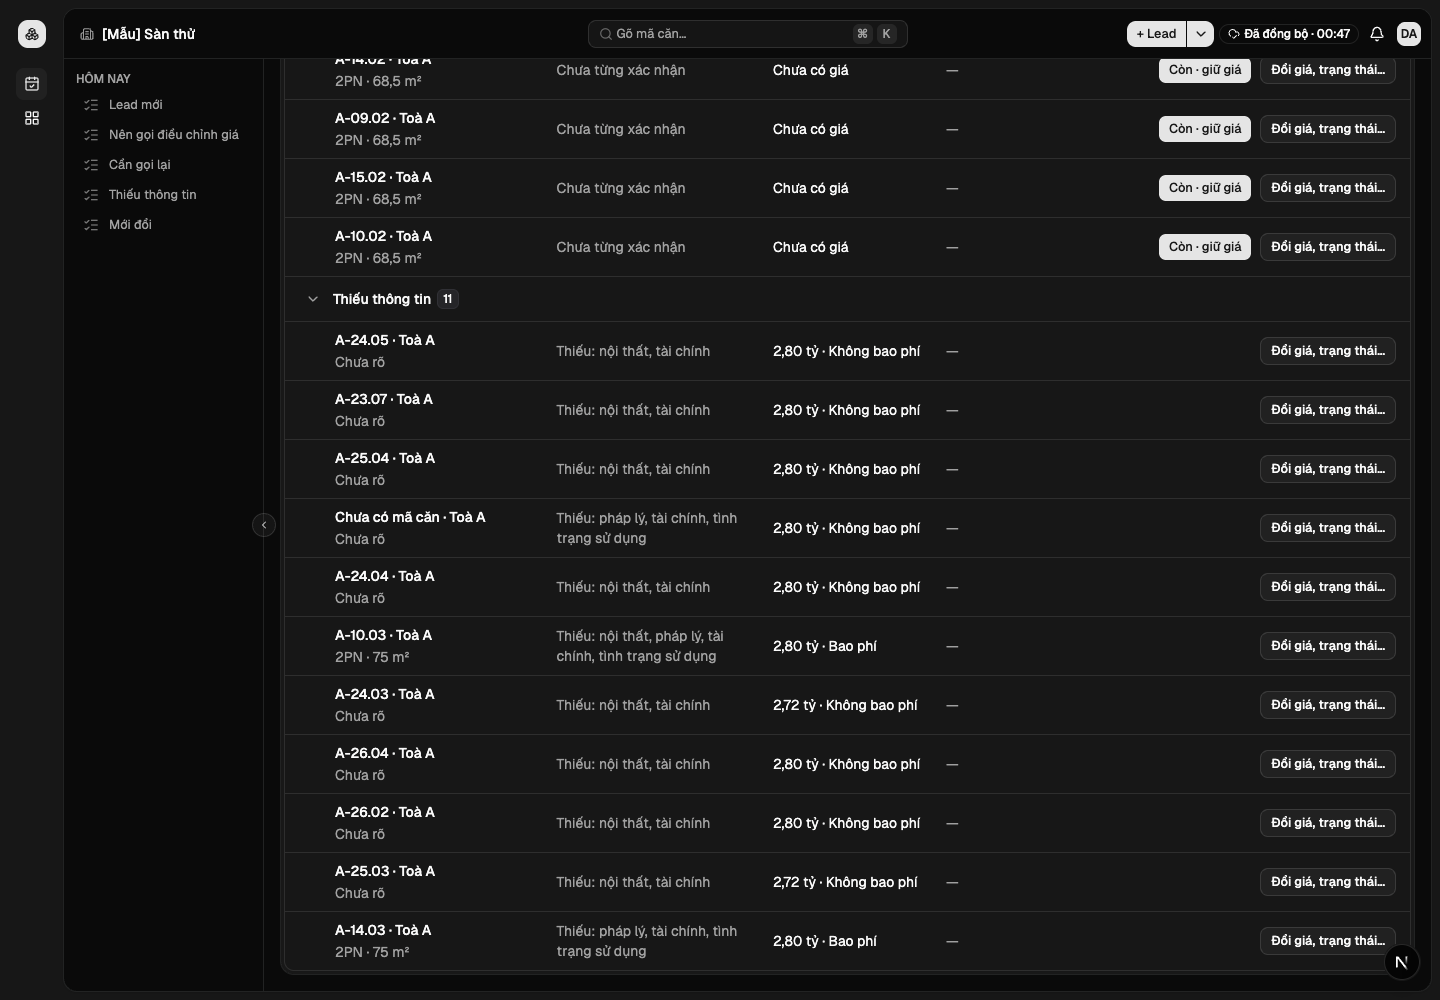 [Mẫu] Sàn thử
Gõ mã căn...
⌘ K
+ Lead
Đã đồng bộ · 00:47
DA
HÔM NAY
Lead mới
Nên gọi điều chỉnh giá
Cần gọi lại
Thiếu thông tin
Mới đổi
A-14.02 · Toà A
2PN · 68,5 m²
Chưa từng xác nhận
Chưa có giá
—
Còn · giữ giá
Đổi giá, trạng thái...
A-09.02 · Toà A
2PN · 68,5 m²
Chưa từng xác nhận
Chưa có giá
—
Còn · giữ giá
Đổi giá, trạng thái...
A-15.02 · Toà A
2PN · 68,5 m²
Chưa từng xác nhận
Chưa có giá
—
Còn · giữ giá
Đổi giá, trạng thái...
A-10.02 · Toà A
2PN · 68,5 m²
Chưa từng xác nhận
Chưa có giá
—
Còn · giữ giá
Đổi giá, trạng thái...
Thiếu thông tin 11
A-24.05 · Toà A
Chưa rõ
Thiếu: nội thất, tài chính
2,80 tỷ · Không bao phí
—
Đổi giá, trạng thái...
A-23.07 · Toà A
Chưa rõ
Thiếu: nội thất, tài chính
2,80 tỷ · Không bao phí
—
Đổi giá, trạng thái...
A-25.04 · Toà A
Chưa rõ
Thiếu: nội thất, tài chính
2,80 tỷ · Không bao phí
—
Đổi giá, trạng thái...
Chưa có mã căn · Toà A
Chưa rõ
Thiếu: pháp lý, tài chính, tình
trạng sử dụng
2,80 tỷ · Không bao phí
—
Đổi giá, trạng thái...
A-24.04 · Toà A
Chưa rõ
Thiếu: nội thất, tài chính
2,80 tỷ · Không bao phí
—
Đổi giá, trạng thái...
A-10.03 · Toà A
2PN · 75 m²
Thiếu: nội thất, pháp lý, tài
chính, tình trạng sử dụng
2,80 tỷ · Bao phí
—
Đổi giá, trạng thái...
A-24.03 · Toà A
Chưa rõ
Thiếu: nội thất, tài chính
2,72 tỷ · Không bao phí
—
Đổi giá, trạng thái...
A-26.04 · Toà A
Chưa rõ
Thiếu: nội thất, tài chính
2,80 tỷ · Không bao phí
—
Đổi giá, trạng thái...
A-26.02 · Toà A
Chưa rõ
Thiếu: nội thất, tài chính
2,80 tỷ · Không bao phí
—
Đổi giá, trạng thái...
A-25.03 · Toà A
Chưa rõ
Thiếu: nội thất, tài chính
2,72 tỷ · Không bao phí
—
Đổi giá, trạng thái...
A-14.03 · Toà A
2PN · 75 m²
Thiếu: pháp lý, tài chính, tình
trạng sử dụng
2,80 tỷ · Bao phí
—
Đổi giá, trạng thái...
N